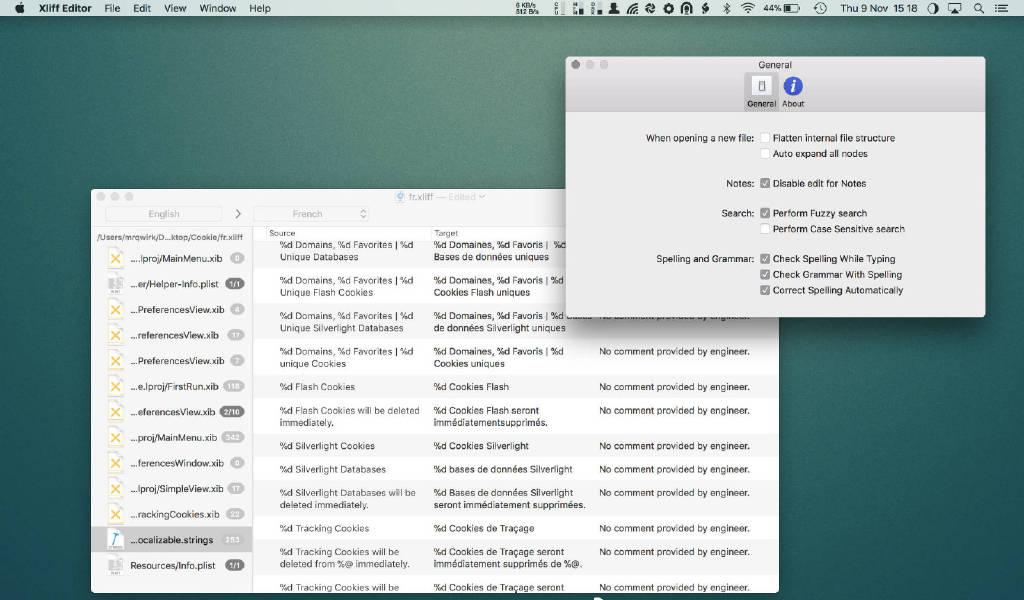 Xliff Editor File Edit View Window Help
6 KB/s
812 B/s
44%
Thu 9 Nov 15 18
General
General About
When opening a new file: Flatten internal file structure
Auto expand all nodes
Notes: Disable edit for Notes
Search: Perform Fuzzy search
Perform Case Sensitive search
Spelling and Grammar: Check Spelling While Typing
Check Grammar With Spelling
Correct Spelling Automatically
fr.xliff — Edited
English > French
/Users/mrqwirk/D...ktop/Cookie/fr.xliff
...lproj/MainMenu.xib 0
...er/Helper-Info.plist 1/1
...PreferencesView.xib 4
...referencesView.xib 17
...PreferencesView.xib 7
...e.lproj/FirstRun.xib 118
...eferencesView.xib 2/10
...proj/MainMenu.xib 342
...ferencesWindow.xib 0
...lproj/SimpleView.xib 17
...rackingCookies.xib 22
...ocalizable.strings 253
Resources/Info.plist 1/1
Source Target
%d Domains, %d Favorites | %d
Unique Databases
%d Domaines, %d Favoris | %d
Bases de données uniques
%d Domains, %d Favorites | %d
Unique Flash Cookies
%d Domaines, %d Favoris | %d
Cookies Flash uniques
%d Domains, %d Favorites | %d
Unique Silverlight Databases
%d Domaines, %d Favoris | %d Bases
de données Silverlight uniques
No comment provided by engineer.
%d Domains, %d Favorites | %d
unique Cookies
%d Domaines, %d Favoris | %d
Cookies uniques
No comment provided by engineer.
%d Flash Cookies
%d Cookies Flash
No comment provided by engineer.
%d Flash Cookies will be deleted
immediately.
%d Cookies Flash seront
immédiatementsupprimés.
No comment provided by engineer.
%d Silverlight Cookies
%d Cookies Silverlight
No comment provided by engineer.
%d Silverlight Databases
%d bases de données Silverlight
No comment provided by engineer.
%d Silverlight Databases will be
deleted immediately.
%d Bases de données Silverlight
seront immédiatement supprimées.
No comment provided by engineer.
%d Tracking Cookies
%d Cookies de Traçage
No comment provided by engineer.
%d Tracking Cookies will be
deleted from %@ immediately.
%d Cookies de Traçage seront
immédiatement supprimés de %@.
No comment provided by engineer.
%d Tracking Cookies will be
%d Cookies de Traçage seront
No comment provided by engineer.